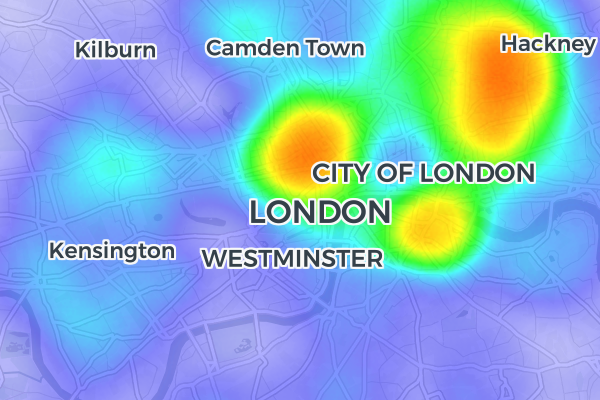 Kilburn
Camden Town
Hackney
CITY OF LONDON
LONDON
Kensington
WESTMINSTER